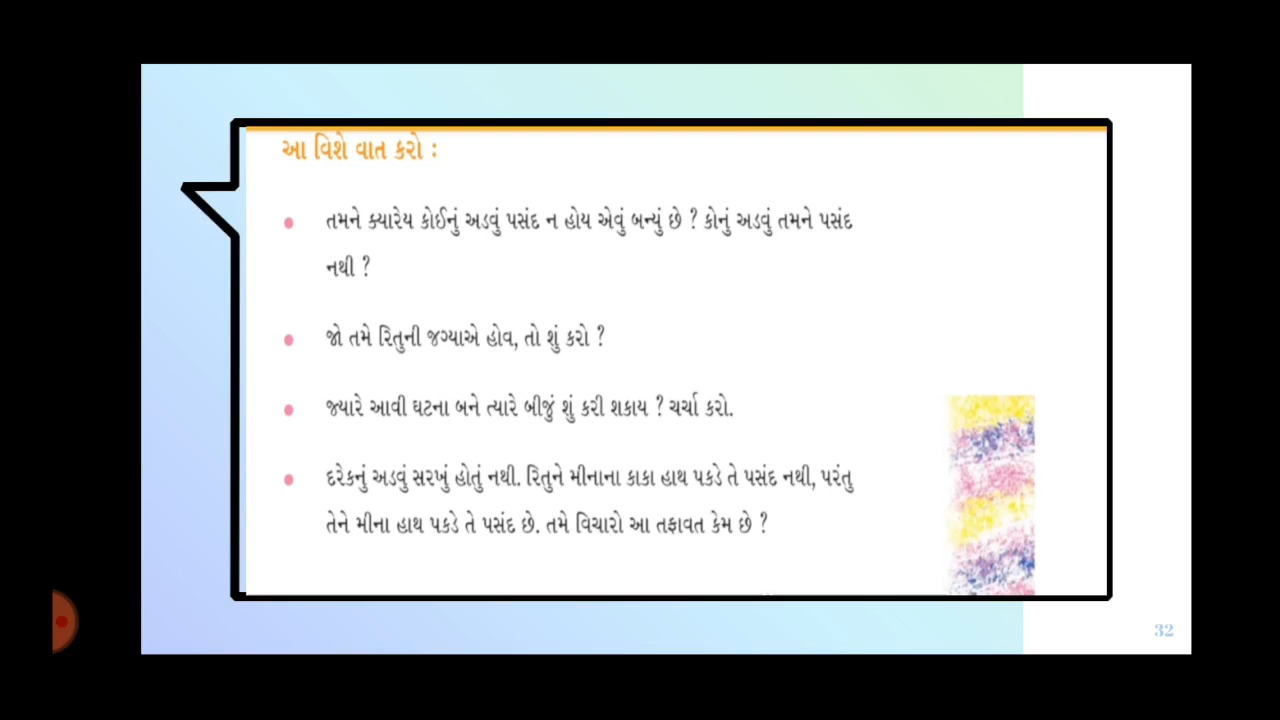 આ વિશે વાત કરો :
તમને ક્યારેય કોઈનું અડવું પસંદ ન હોય એવું બન્યું છે ? કોનું અડવું તમને પસંદ
નથી ?
જો તમે રિતુની જગ્યાએ હોવ, તો શું કરો ?
જ્યારે આવી ઘટના બને ત્યારે બીજું શું કરી શકાય ? ચર્ચા કરો.
દરેકનું અડવું સરખું હોતું નથી. રિતુને મીનાના કાકા હાથ પકડે તે પસંદ નથી, પરંતુ
તેને મીના હાથ પકડે તે પસંદ છે. તમે વિચારો આ તફાવત કેમ છે ?
32